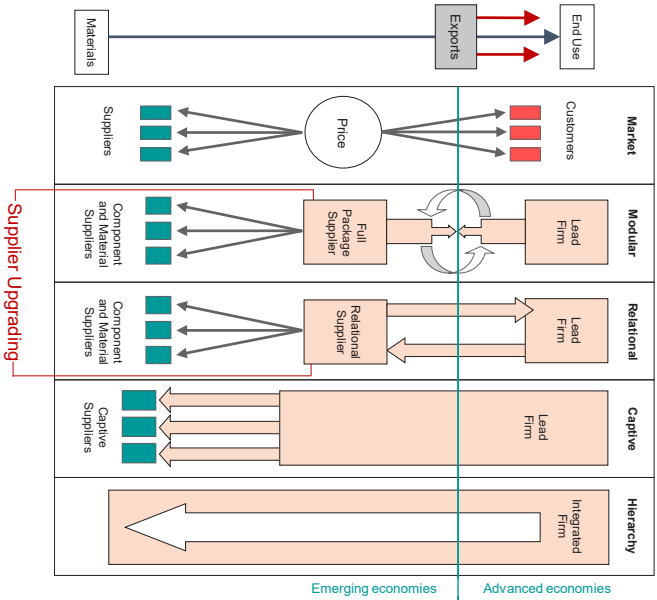 End Use
Exports
Materials
Market
Customers
Price
Suppliers
Modular
Lead
Firm
Full
Package
Supplier
Component
and Material
Suppliers
Relational
Lead
Firm
Relational
Supplier
Component
and Material
Suppliers
Captive
Lead
Firm
Captive
Suppliers
Hierarchy
Integrated
Firm
Supplier Upgrading
Emerging economies
Advanced economies